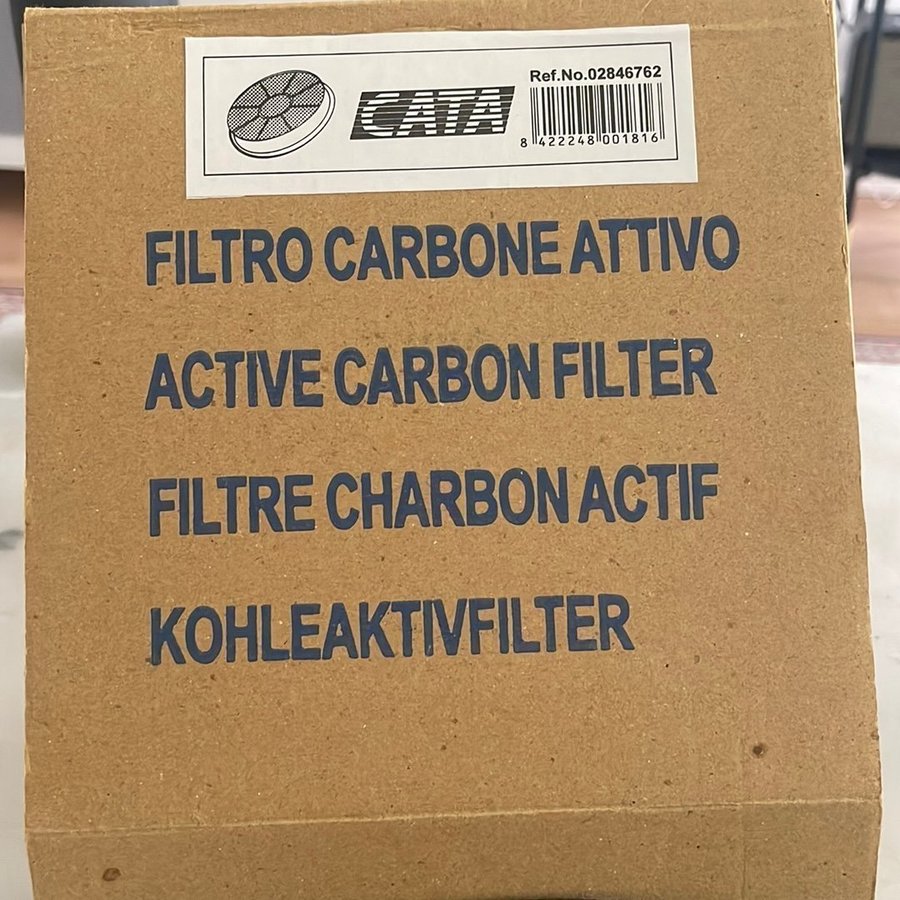 Ref.No.02846762
CATA
8 422248 001816
FILTRO CARBONE ATTIVO
ACTIVE CARBON FILTER
FILTRE CHARBON ACTIF
KOHLEAKTIVFILTER